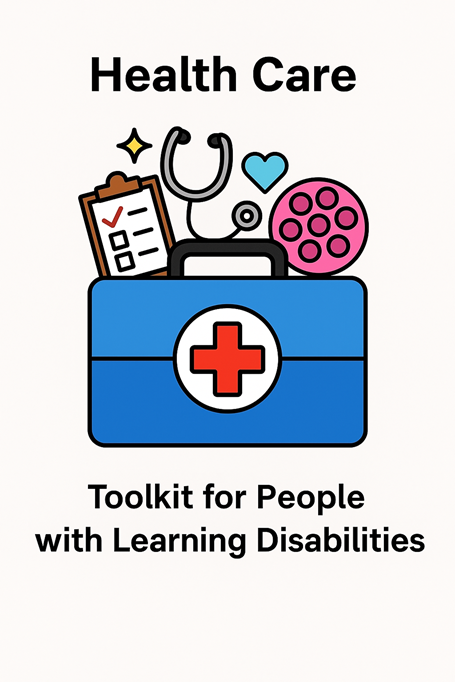 Health Care
Toolkit for People
with Learning Disabilities